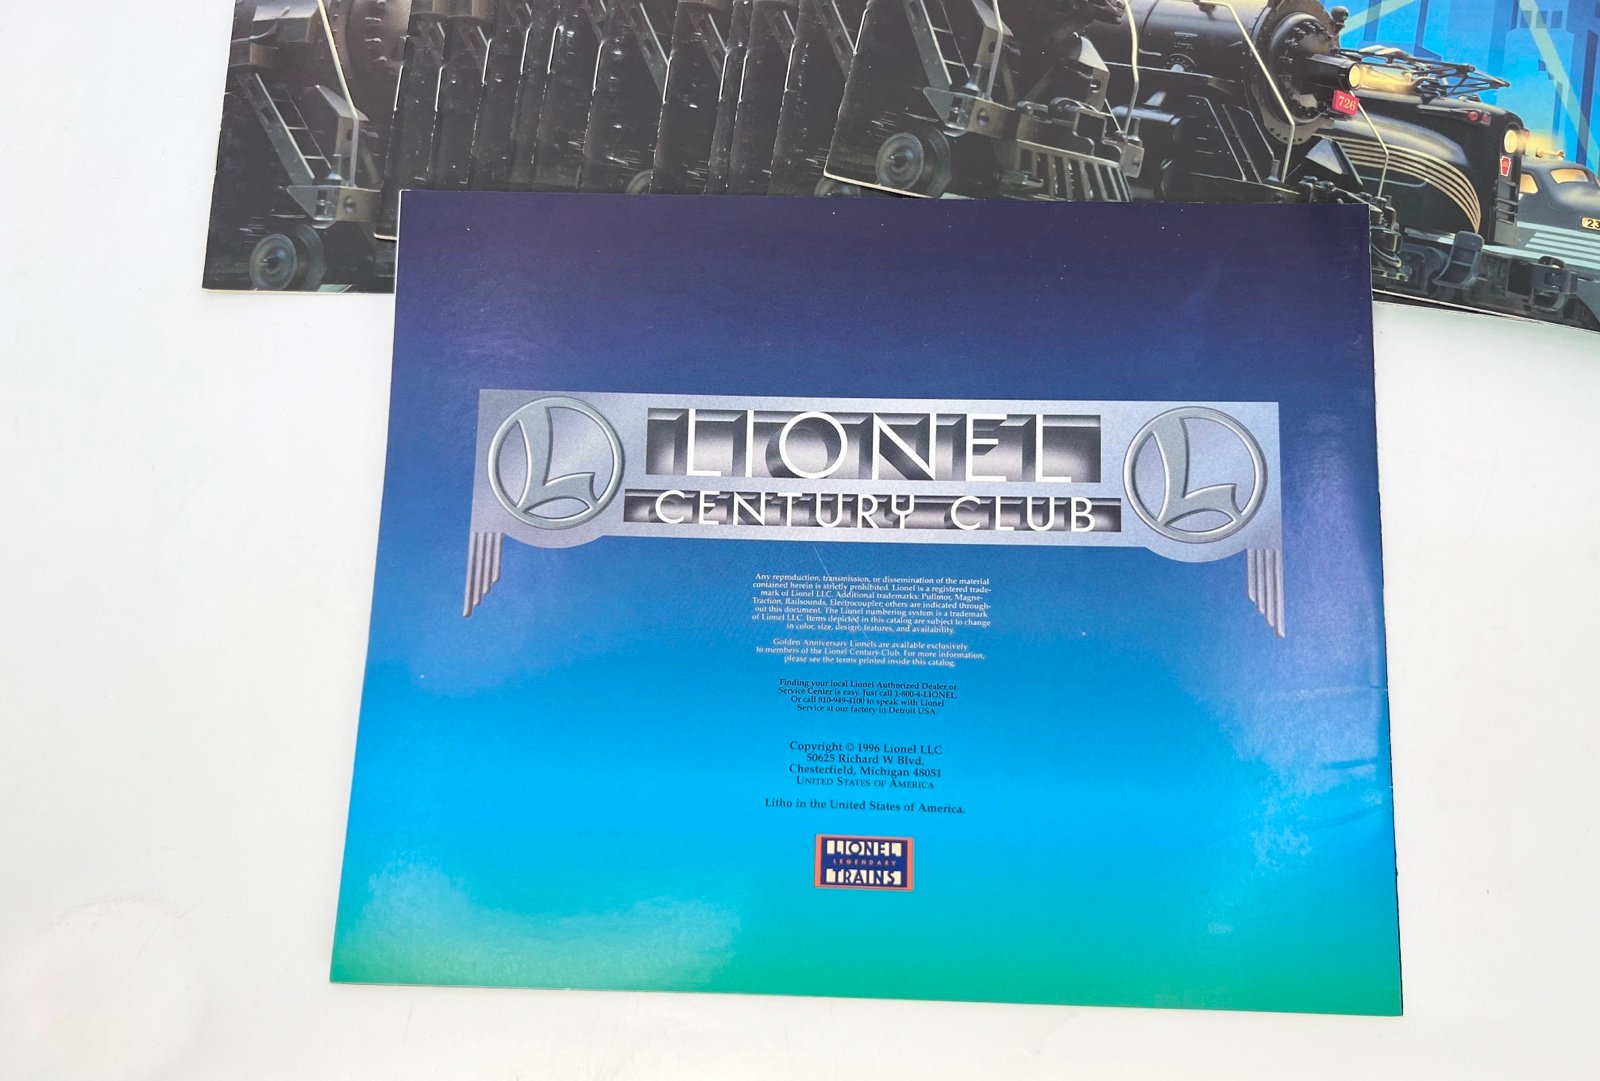 726
23
LIONEL
CENTURY CLUB
Any reproduction, transmission, or dissemination of the material
contained herein is strictly prohibited. Lionel is a registered trade-
mark of Lionel LLC. Additional trademarks: Pullmor, Magne-
Traction, Railsounds, Electrocoupler; others are indicated through-
out this document. The Lionel numbering system is a trademark
of Lionel LLC. Items depicted in this catalog are subject to change
in color, size, design, features, and availability.
Golden Anniversary Lionels are available exclusively
to members of the Lionel Century Club. For more information,
please see the terms printed inside this catalog.
Finding your local Lionel Authorized Dealer or
Service Center is easy. Just call 1-800-4-LIONEL.
Or call 810-949-4100 to speak with Lionel
Service at our factory in Detroit USA.
Copyright © 1996 Lionel LLC
50625 Richard W Blvd.
Chesterfield, Michigan 48051
UNITED STATES OF AMERICA
Litho in the United States of America.
LIONEL
LEGENDARY
TRAINS